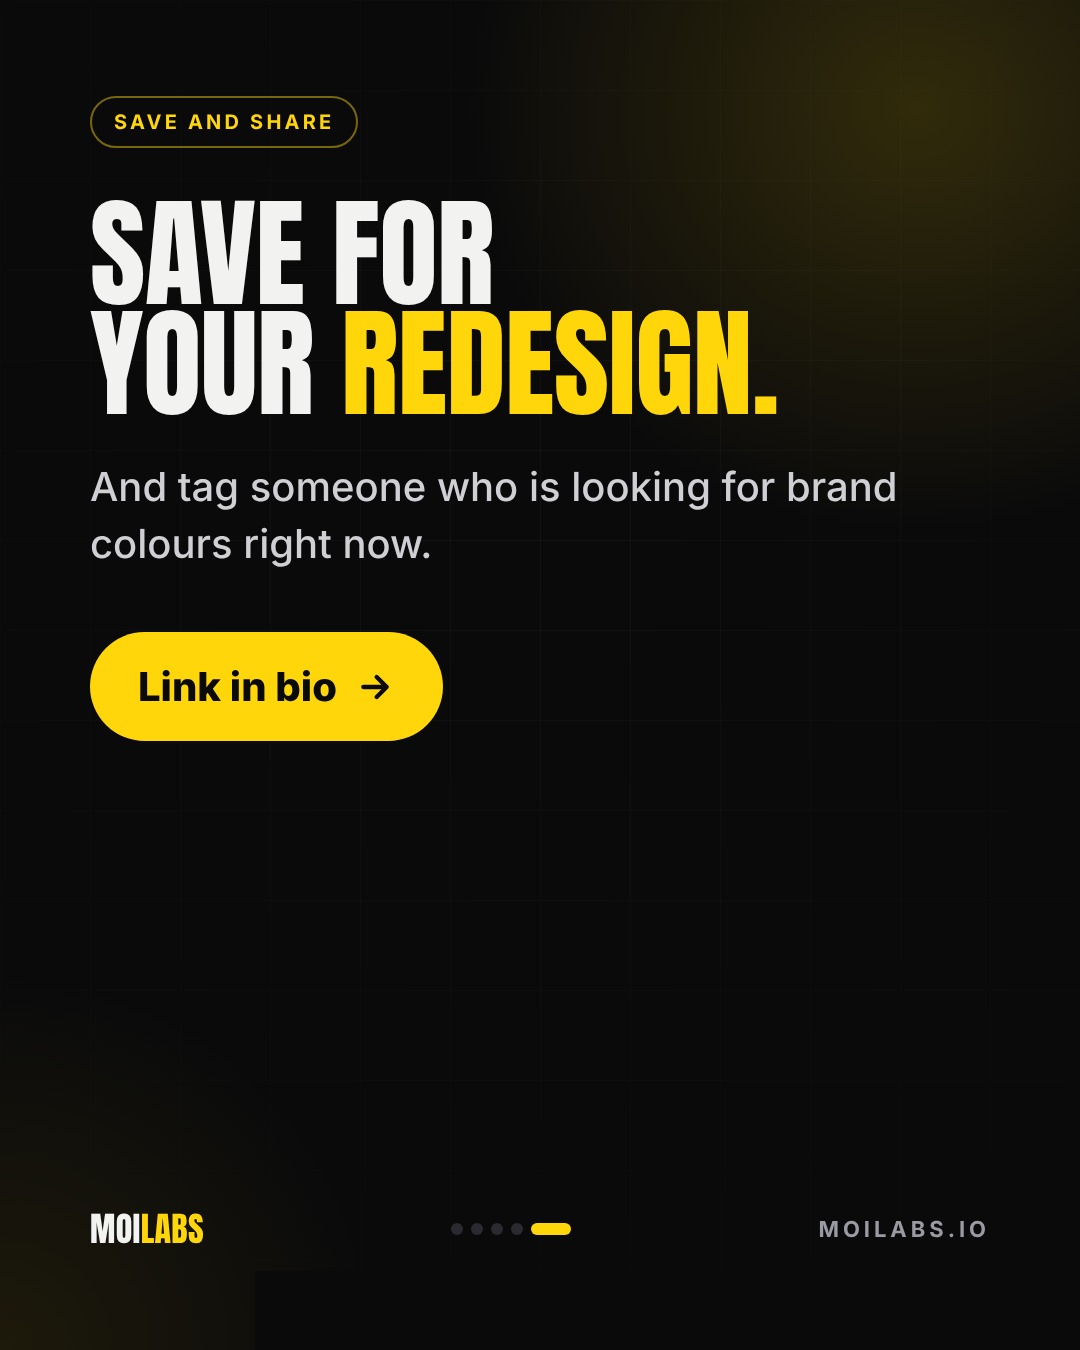 SAVE AND SHARE
SAVE FOR
YOUR REDESIGN.
And tag someone who is looking for brand
colours right now.
Link in bio →
MOILABS
MOILABS.IO